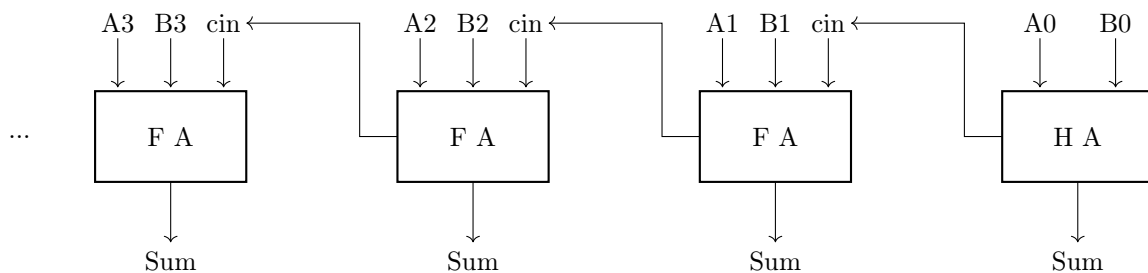 A3 B3 cin A2 B2 cin A1 B1 cin A0 B0
... F A F A F A H A
Sum Sum Sum Sum